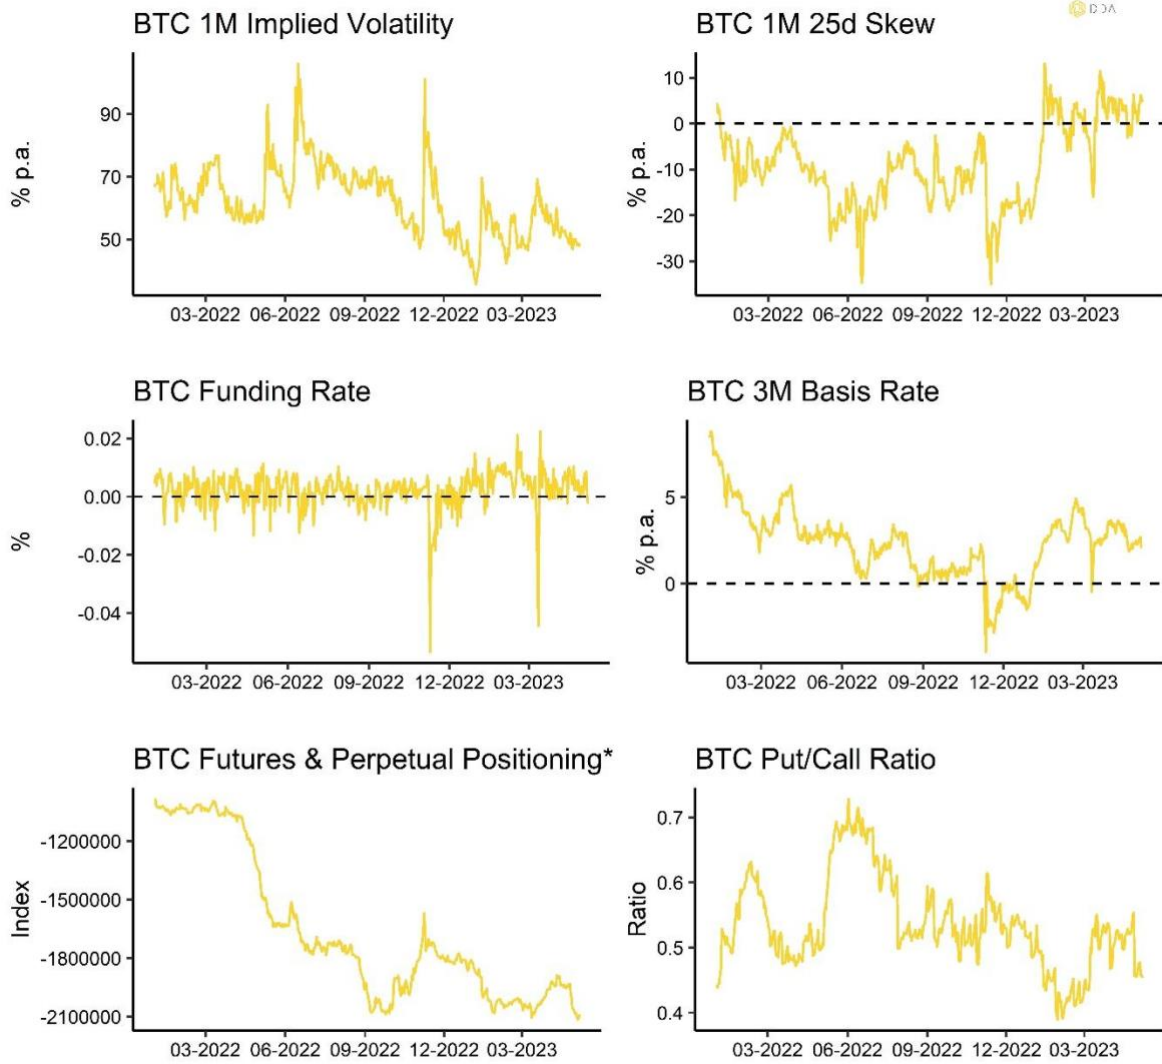 BTC 1M Implied Volatility
% p.a.
90
70
50
03-2022 06-2022 09-2022 12-2022 03-2023
BTC 1M 25d Skew
% p.a.
10
0
-10
-20
-30
03-2022 06-2022 09-2022 12-2022 03-2023
BTC Funding Rate
%
0.02
0.00
-0.02
-0.04
03-2022 06-2022 09-2022 12-2022 03-2023
BTC 3M Basis Rate
% p.a.
5
0
03-2022 06-2022 09-2022 12-2022 03-2023
BTC Futures & Perpetual Positioning*
Index
-1200000
-1500000
-1800000
-2100000
03-2022 06-2022 09-2022 12-2022 03-2023
BTC Put/Call Ratio
Ratio
0.7
0.6
0.5
0.4
03-2022 06-2022 09-2022 12-2022 03-2023